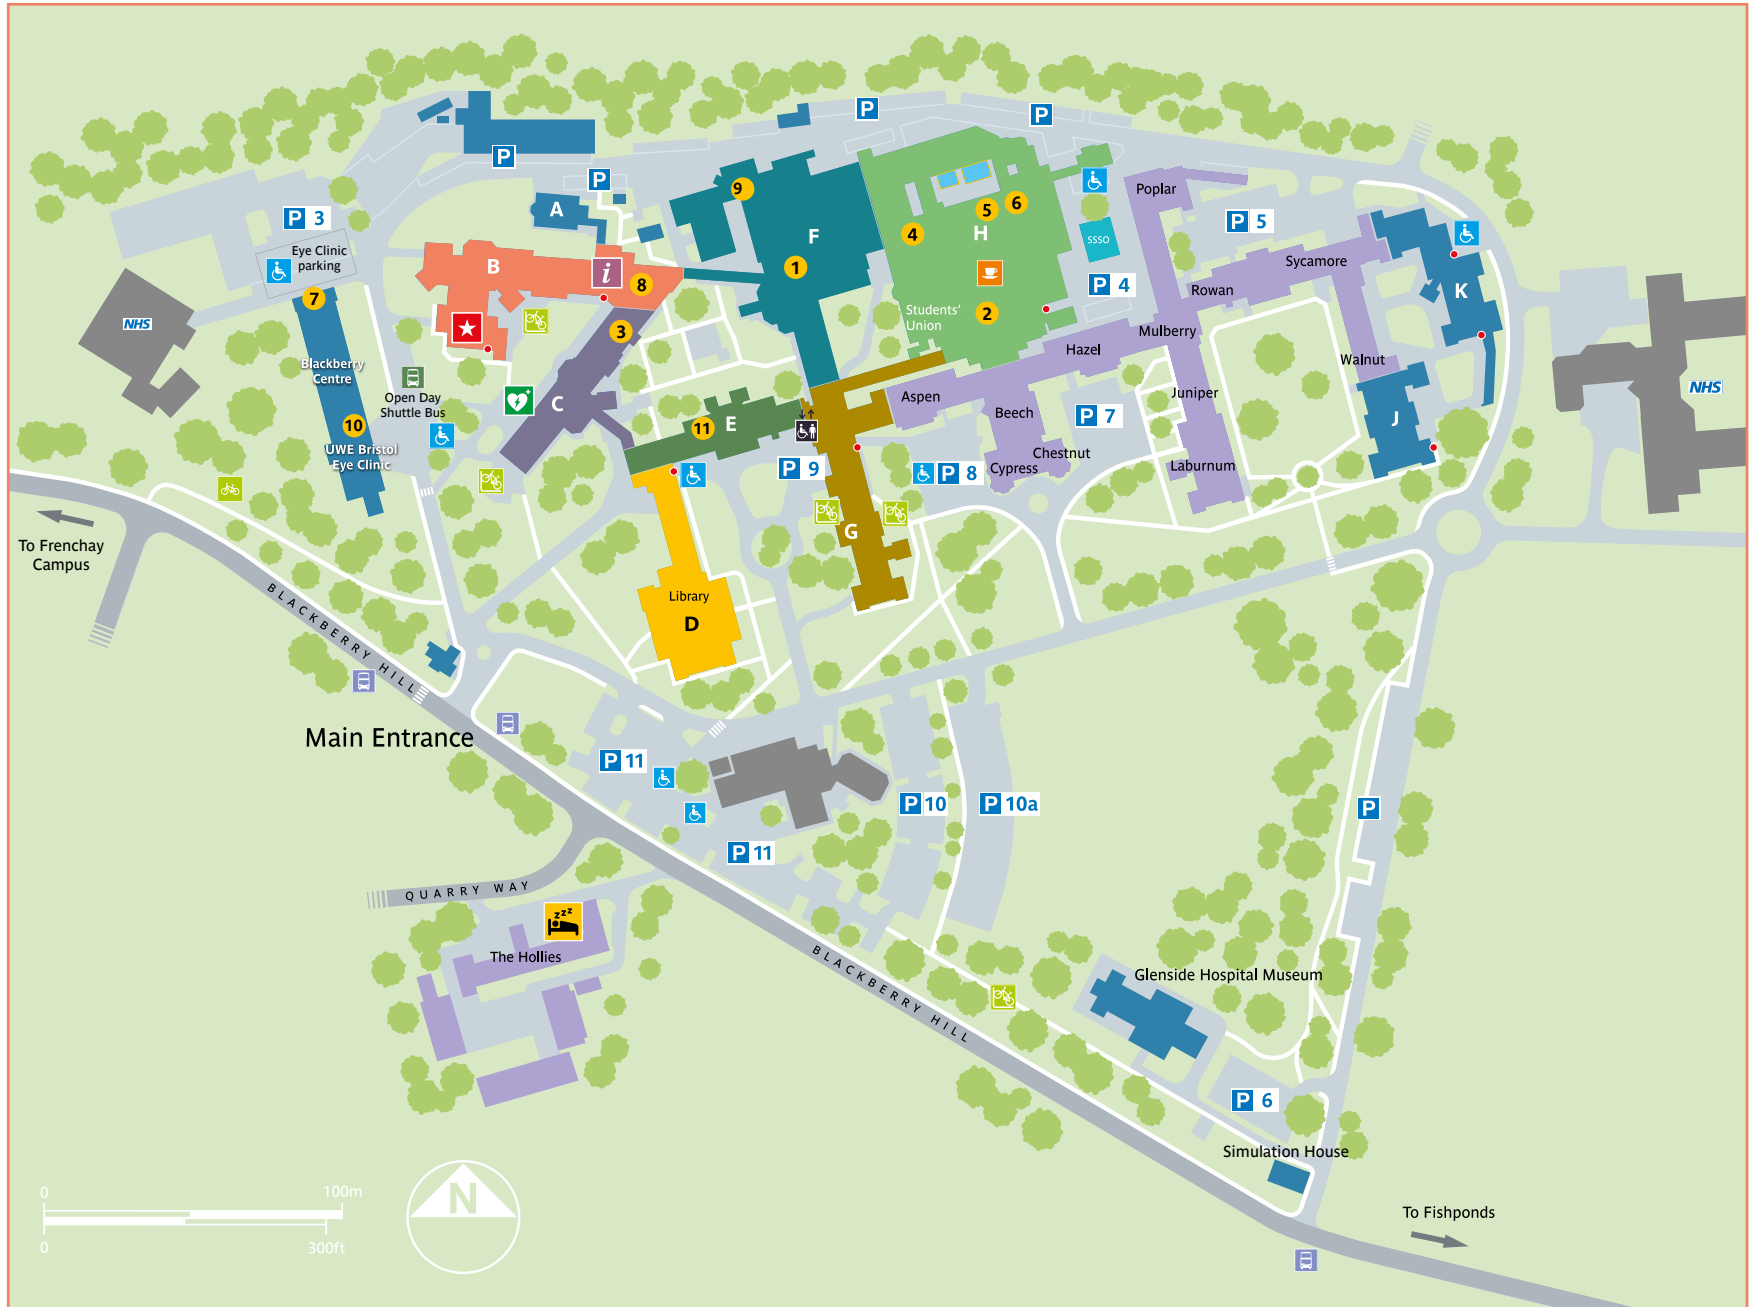 P
P
P
P
A
9
Poplar
P 3
5
6
P 5
F
4
H
SSSO
Eye Clinic
parking
B
i
8
1
Sycamore
K
7
P 4
Rowan
NHS
3
Students'
Union
2
Mulberry
Hazel
Walnut
NHS
Blackberry
Centre
Open Day
Shuttle Bus
C
Aspen
Juniper
Beech
P 7
10
11
E
J
UWE Bristol
Eye Clinic
P 9
P 8
Chestnut
Cypress
Laburnum
G
To Frenchay
Campus
BLACKBERRY HILL
Library
D
Main Entrance
P 11
P 10
P 10a
P
P 11
QUARRY WAY
zzz
The Hollies
BLACKBERRY HILL
Glenside Hospital Museum
P 6
Simulation House
0 100m
N
0 300ft
To Fishponds